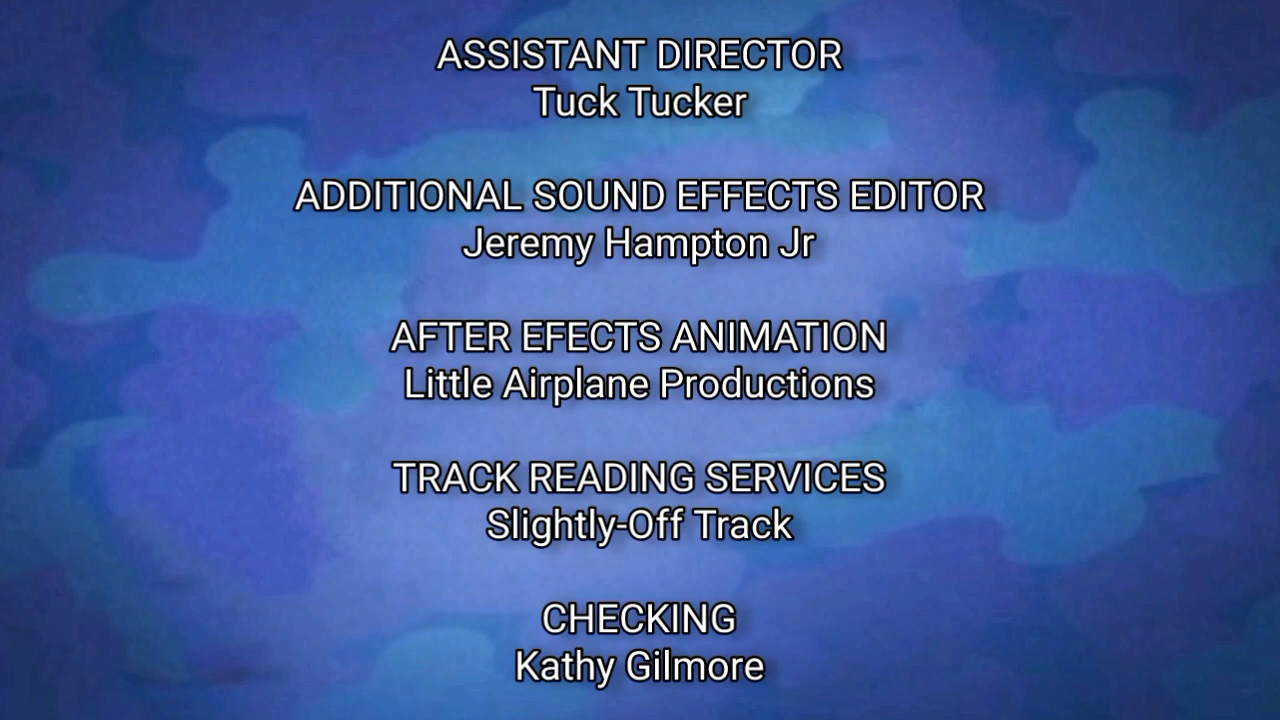 ASSISTANT DIRECTOR
Tuck Tucker
ADDITIONAL SOUND EFFECTS EDITOR
Jeremy Hampton Jr
AFTER EFECTS ANIMATION
Little Airplane Productions
TRACK READING SERVICES
Slightly-Off Track
CHECKING
Kathy Gilmore